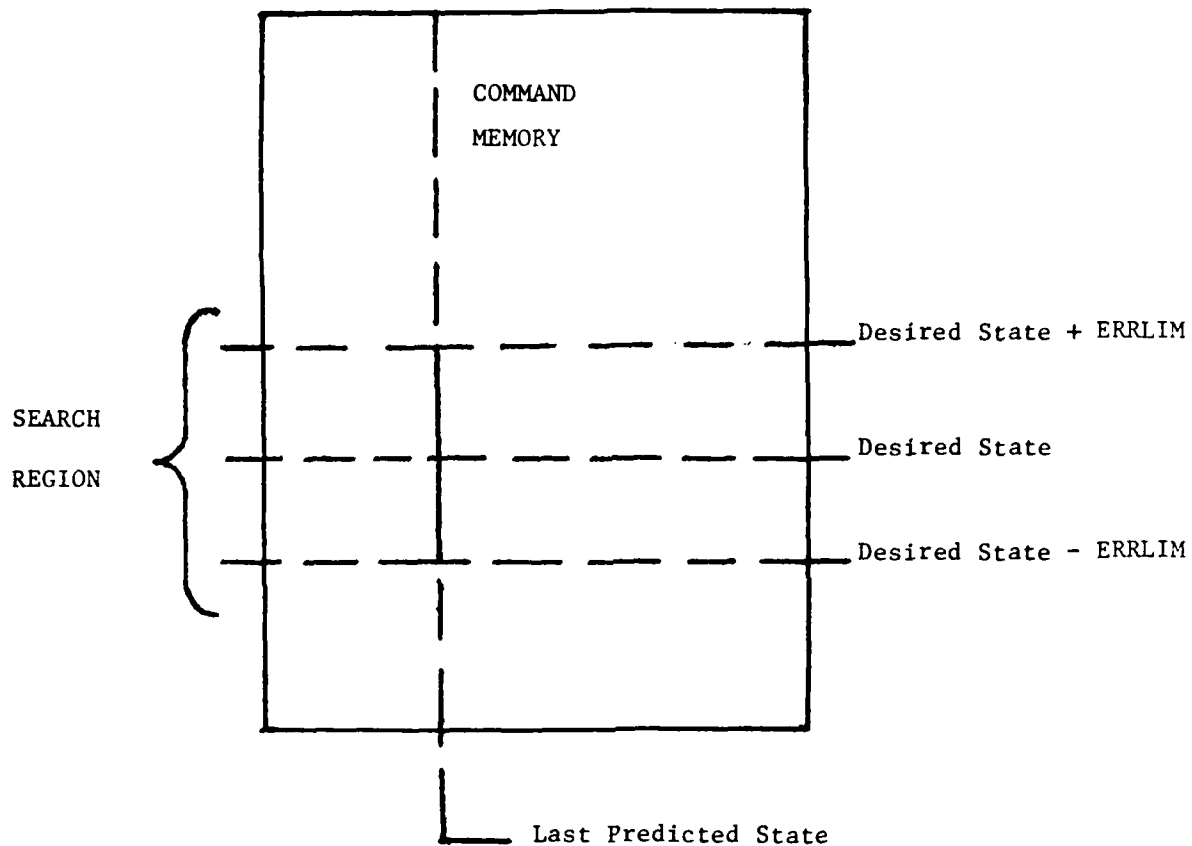 COMMAND
MEMORY
Desired State + ERRLIM
SEARCH
REGION
Desired State
Desired State - ERRLIM
Last Predicted State